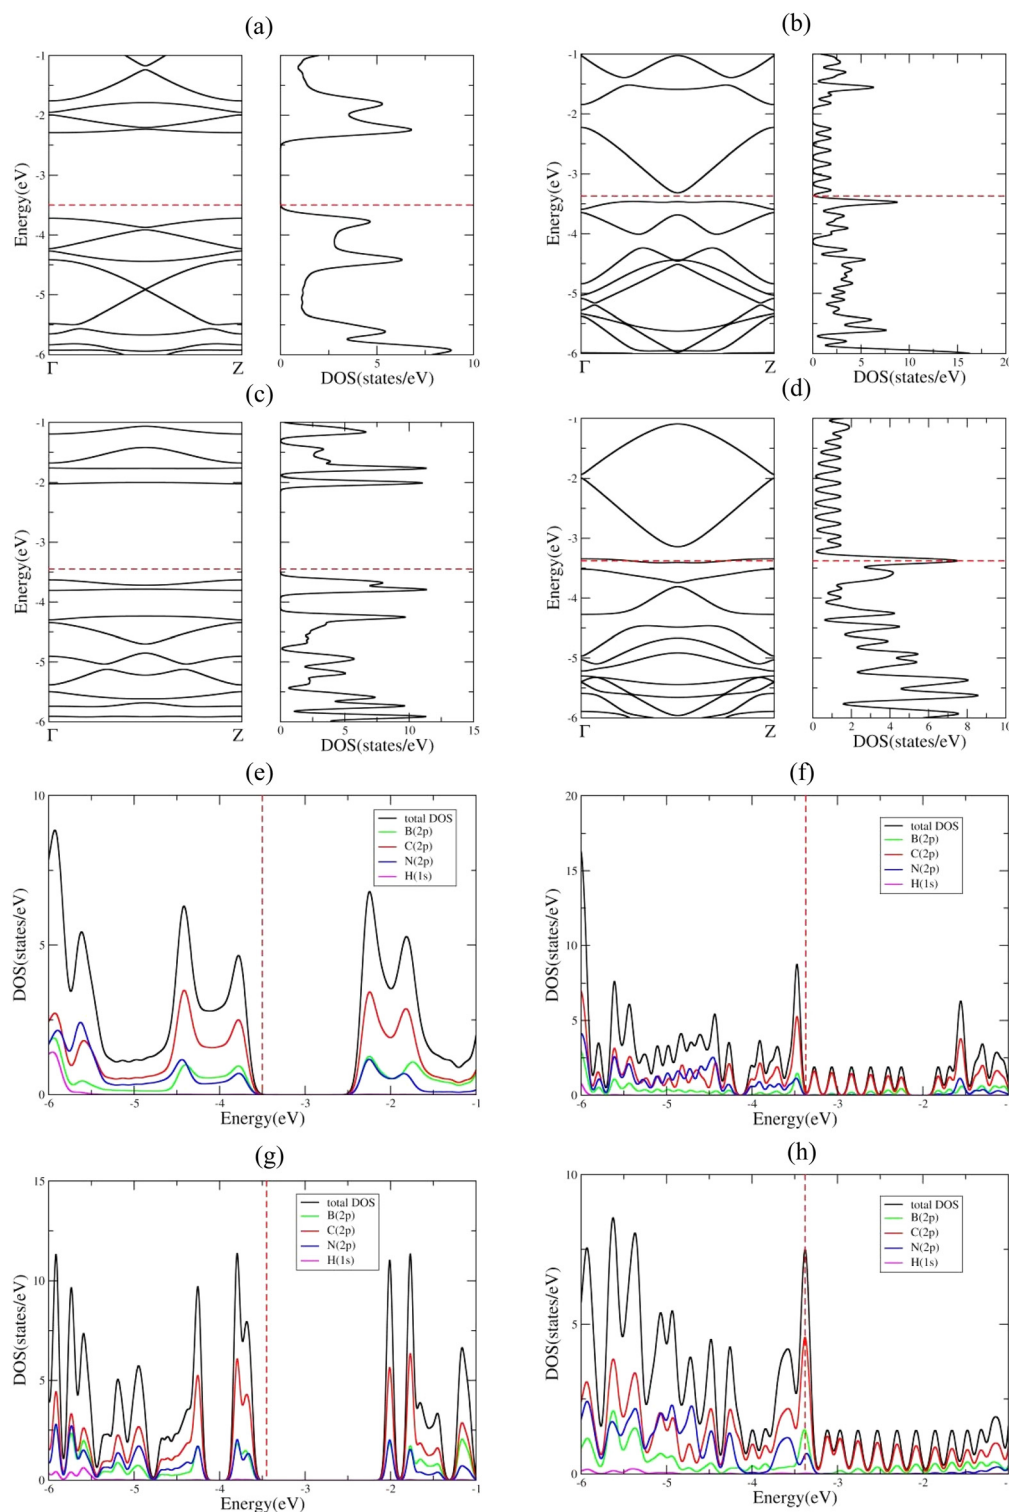 (a)
(b)
-1
-2
-3
-4
-5
-6
Energy(eV)
Γ Z
0 5 10
DOS(states/eV)
-1
-2
-3
-4
-5
-6
Energy(eV)
Γ Z
0 5 10 15 20
DOS(states/eV)
(c)
(d)
-1
-2
-3
-4
-5
-6
Energy(eV)
Γ Z
0 5 10 15
DOS(states/eV)
-1
-2
-3
-4
-5
-6
Energy(eV)
Γ Z
0 2 4 6 8 10
DOS(states/eV)
(e)
(f)
10
5
0
DOS(states/eV)
total DOS
B(2p)
C(2p)
N(2p)
H(1s)
-6 -5 -4 -3 -2 -1
Energy(eV)
20
15
10
5
0
DOS(states/eV)
total DOS
B(2p)
C(2p)
N(2p)
H(1s)
-6 -5 -4 -3 -2 -1
Energy(eV)
(g)
(h)
15
10
5
0
DOS(states/eV)
total DOS
B(2p)
C(2p)
N(2p)
H(1s)
-6 -5 -4 -3 -2 -1
Energy(eV)
10
5
0
DOS(states/eV)
total DOS
B(2p)
C(2p)
N(2p)
H(1s)
-6 -5 -4 -3 -2 -1
Energy(eV)